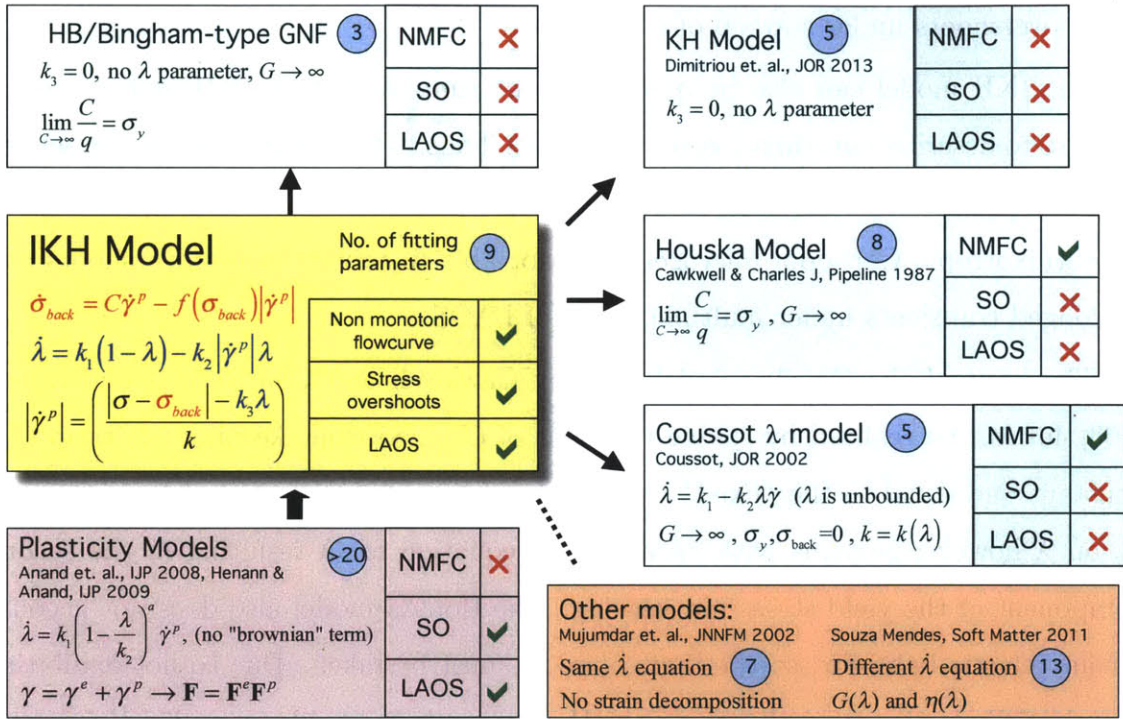 HB/Bingham-type GNF 3
k₃ = 0, no λ parameter, G → ∞
lim C→∞ C/q = σ_y
NMFC ✕
SO ✕
LAOS ✕
KH Model 5
Dimitriou et. al., JOR 2013
k₃ = 0, no λ parameter
NMFC ✕
SO ✕
LAOS ✕
IKH Model
No. of fitting
parameters 9
σ̇_back = Cγ̇^p − f(σ_back)|γ̇^p|
λ̇ = k₁(1−λ) − k₂|γ̇^p|λ
|γ̇^p| = ( (|σ − σ_back| − k₃λ) / k )
Non monotonic
flowcurve ✔
Stress
overshoots ✔
LAOS ✔
Houska Model 8
Cawkwell & Charles J, Pipeline 1987
lim C→∞ C/q = σ_y , G → ∞
NMFC ✔
SO ✕
LAOS ✕
Coussot λ model 5
Coussot, JOR 2002
λ̇ = k₁ − k₂λγ̇ (λ is unbounded)
G → ∞ , σ_y,σ_back=0 , k = k(λ)
NMFC ✔
SO ✕
LAOS ✕
Plasticity Models >20
Anand et. al., IJP 2008, Henann &
Anand, IJP 2009
λ̇ = k₁(1 − λ/k₂)^a γ̇^p, (no "brownian" term)
γ = γ^e + γ^p → F = F^eF^p
NMFC ✕
SO ✔
LAOS ✔
Other models:
Mujumdar et. al., JNNFM 2002
Same λ̇ equation 7
No strain decomposition
Souza Mendes, Soft Matter 2011
Different λ̇ equation 13
G(λ) and η(λ)